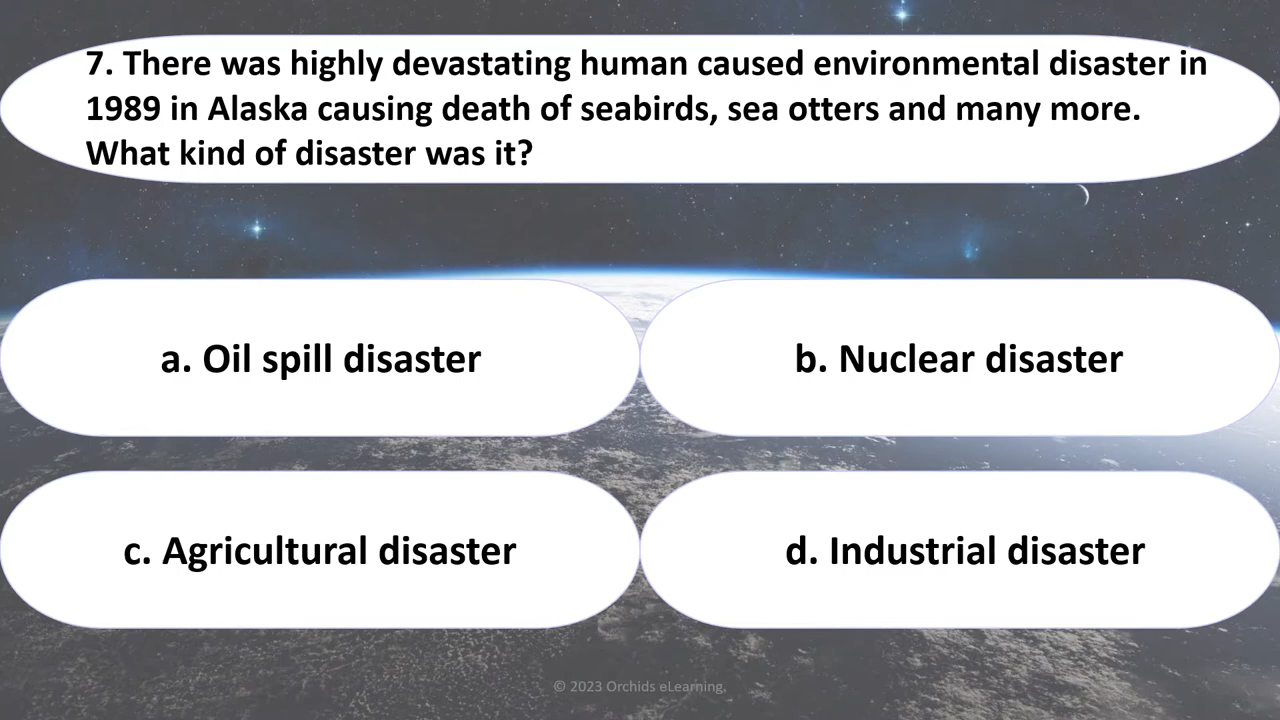 7. There was highly devastating human caused environmental disaster in
1989 in Alaska causing death of seabirds, sea otters and many more.
What kind of disaster was it?
a. Oil spill disaster
b. Nuclear disaster
c. Agricultural disaster
d. Industrial disaster
© 2023 Orchids eLearning.